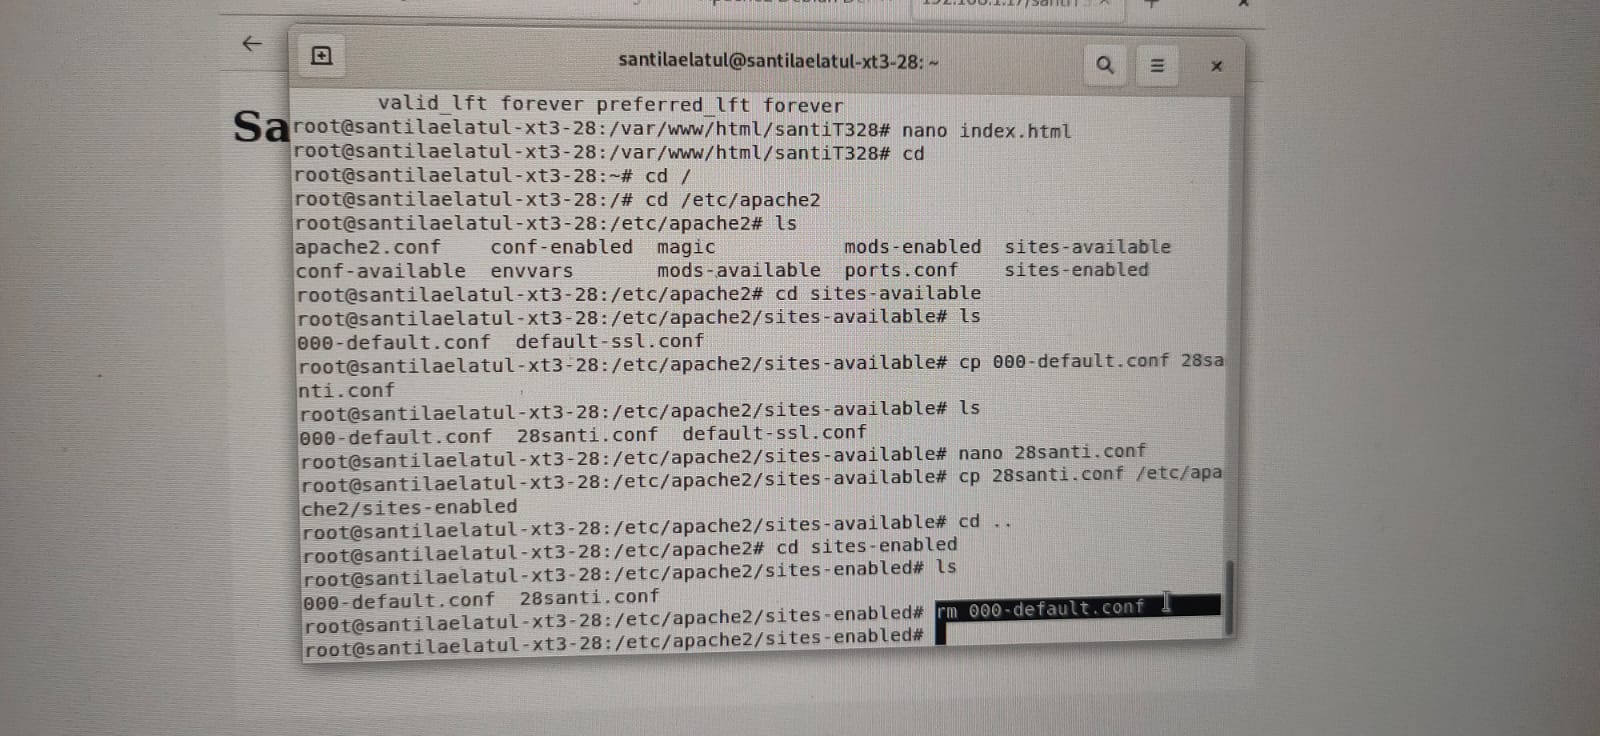 santilaelatul@santilaelatul-xt3-28: ~
valid_lft forever preferred_lft forever
Sa
root@santilaelatul-xt3-28:/var/www/html/santiT328# nano index.html
root@santilaelatul-xt3-28:/var/www/html/santiT328# cd
root@santilaelatul-xt3-28:~# cd /
root@santilaelatul-xt3-28:/# cd /etc/apache2
root@santilaelatul-xt3-28:/etc/apache2# ls
apache2.conf conf-enabled magic mods-enabled sites-available
conf-available envvars mods-available ports.conf sites-enabled
root@santilaelatul-xt3-28:/etc/apache2# cd sites-available
root@santilaelatul-xt3-28:/etc/apache2/sites-available# ls
000-default.conf default-ssl.conf
root@santilaelatul-xt3-28:/etc/apache2/sites-available# cp 000-default.conf 28sa
nti.conf
root@santilaelatul-xt3-28:/etc/apache2/sites-available# ls
000-default.conf 28santi.conf default-ssl.conf
root@santilaelatul-xt3-28:/etc/apache2/sites-available# nano 28santi.conf
root@santilaelatul-xt3-28:/etc/apache2/sites-available# cp 28santi.conf /etc/apa
che2/sites-enabled
root@santilaelatul-xt3-28:/etc/apache2/sites-available# cd ..
root@santilaelatul-xt3-28:/etc/apache2# cd sites-enabled
root@santilaelatul-xt3-28:/etc/apache2/sites-enabled# ls
000-default.conf 28santi.conf
root@santilaelatul-xt3-28:/etc/apache2/sites-enabled# rm 000-default.conf
root@santilaelatul-xt3-28:/etc/apache2/sites-enabled#